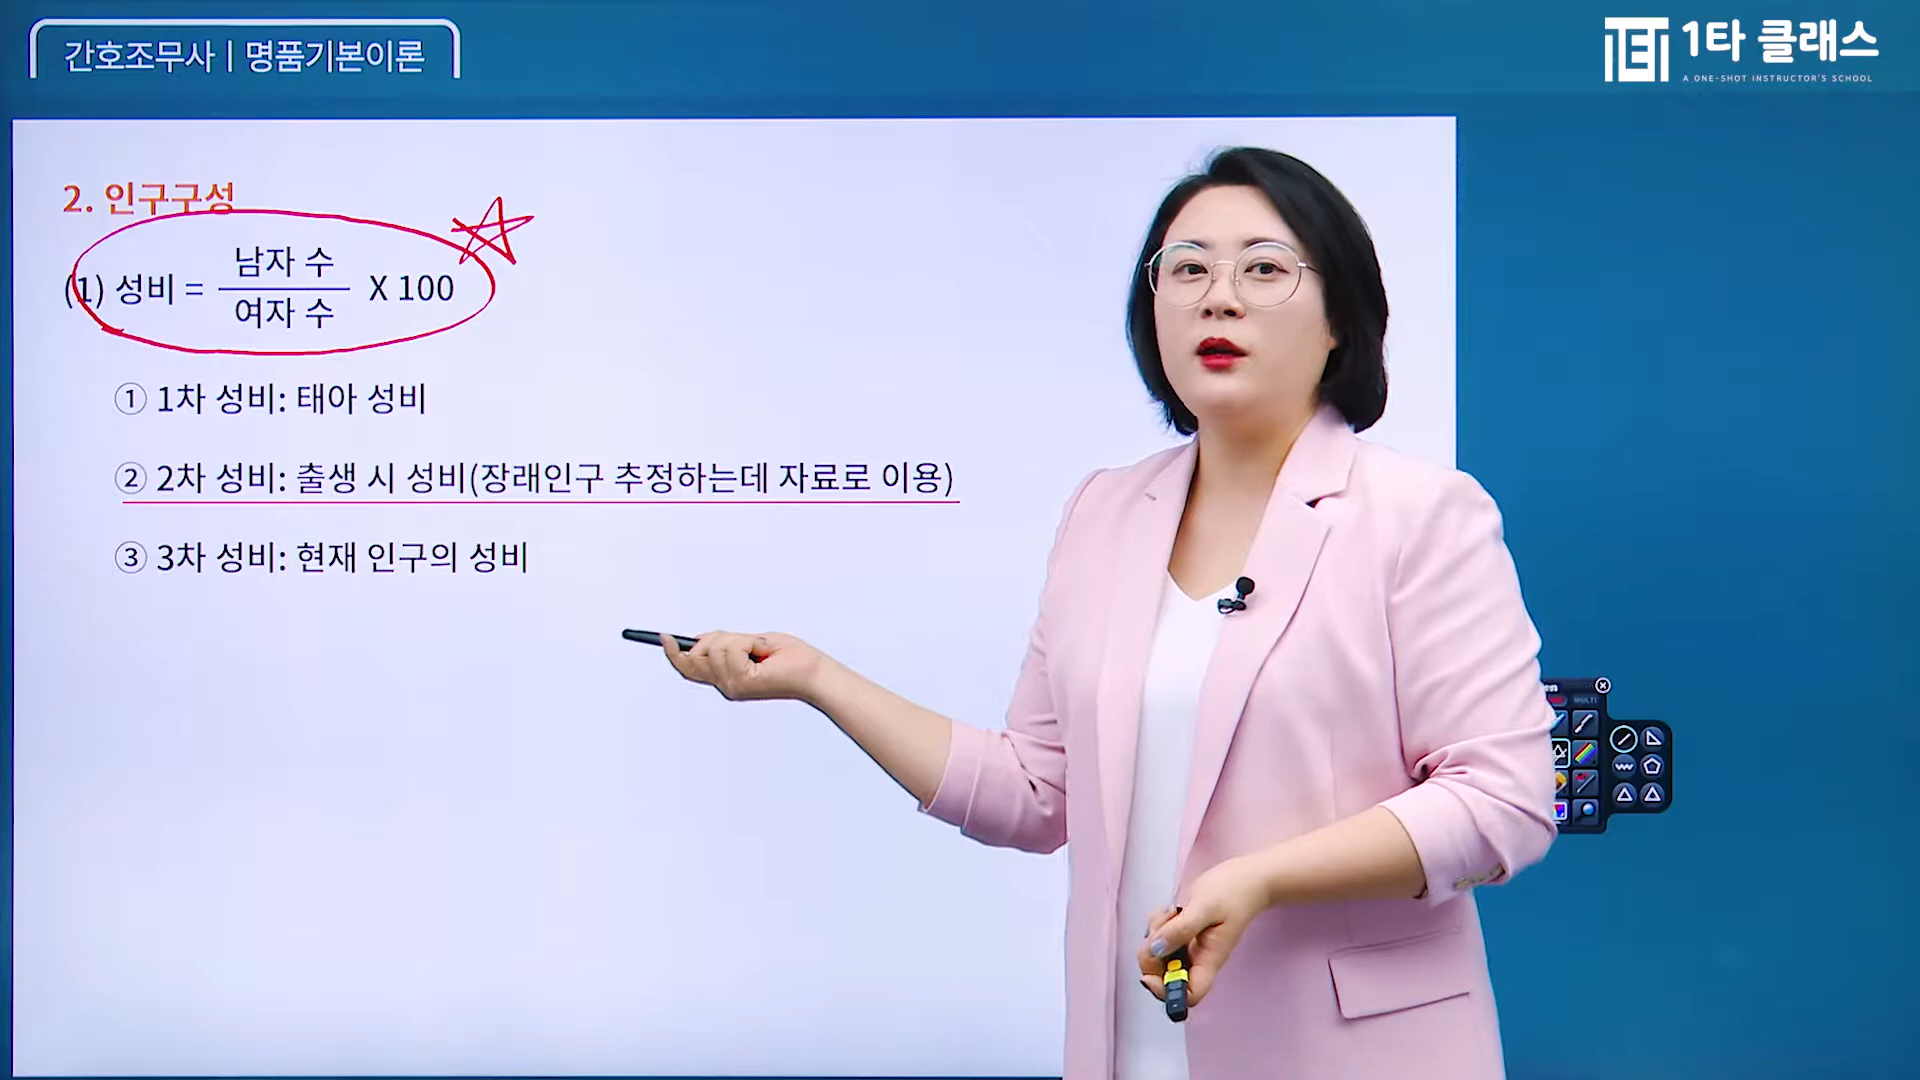 간호조무사 | 명품기본이론
1타 클래스
A ONE-SHOT INSTRUCTOR'S SCHOOL
2. 인구구성
(1) 성비 = 남자 수 / 여자 수 X 100
① 1차 성비: 태아 성비
② 2차 성비: 출생 시 성비(장래인구 추정하는데 자료로 이용)
③ 3차 성비: 현재 인구의 성비
MULTI